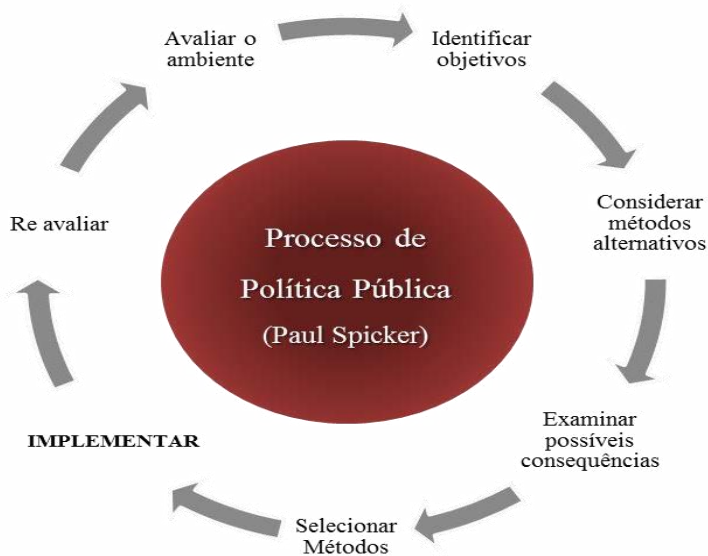 Avaliar o
ambiente
Identificar
objetivos
Considerar
métodos
alternativos
Examinar
possíveis
consequências
Selecionar
Métodos
IMPLEMENTAR
Re avaliar
Processo de
Política Pública
(Paul Spicker)